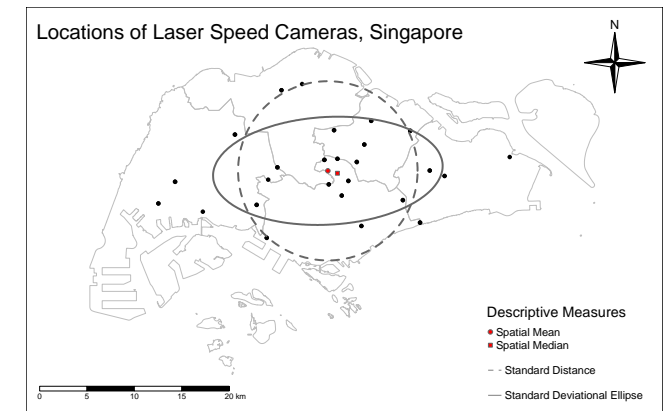 Locations of Laser Speed Cameras, Singapore
N
Descriptive Measures
Spatial Mean
Spatial Median
Standard Distance
Standard Deviational Ellipse
0 5 10 15 20 km